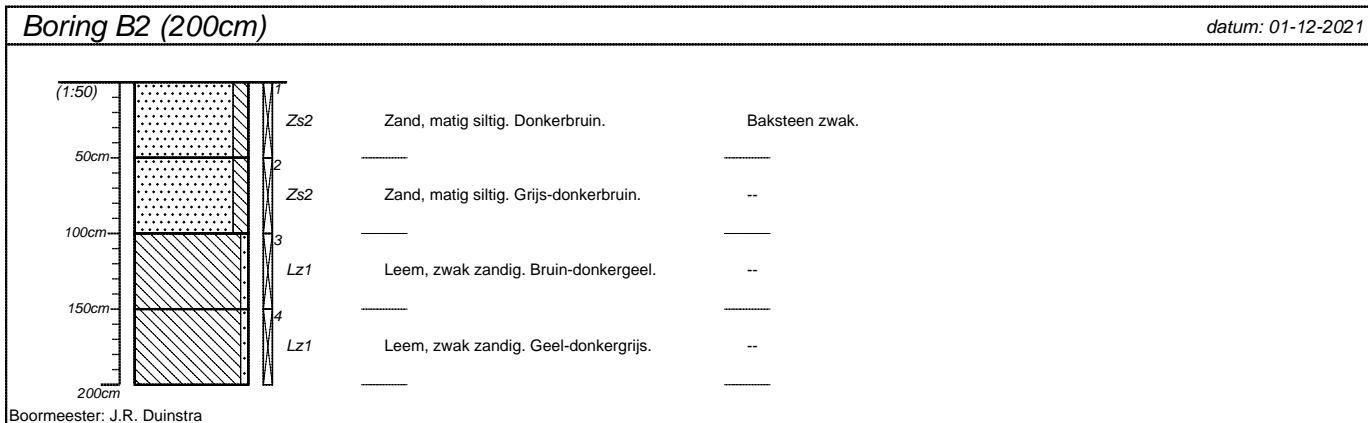 Boring B2 (200cm) datum: 01-12-2021
(1:50) 1
Zs2 Zand, matig siltig. Donkerbruin. Baksteen zwak.
50cm
2
Zs2 Zand, matig siltig. Grijs-donkerbruin. --
100cm
3
Lz1 Leem, zwak zandig. Bruin-donkergeel. --
150cm
4
Lz1 Leem, zwak zandig. Geel-donkergrijs. --
200cm
Boormeester: J.R. Duinstra